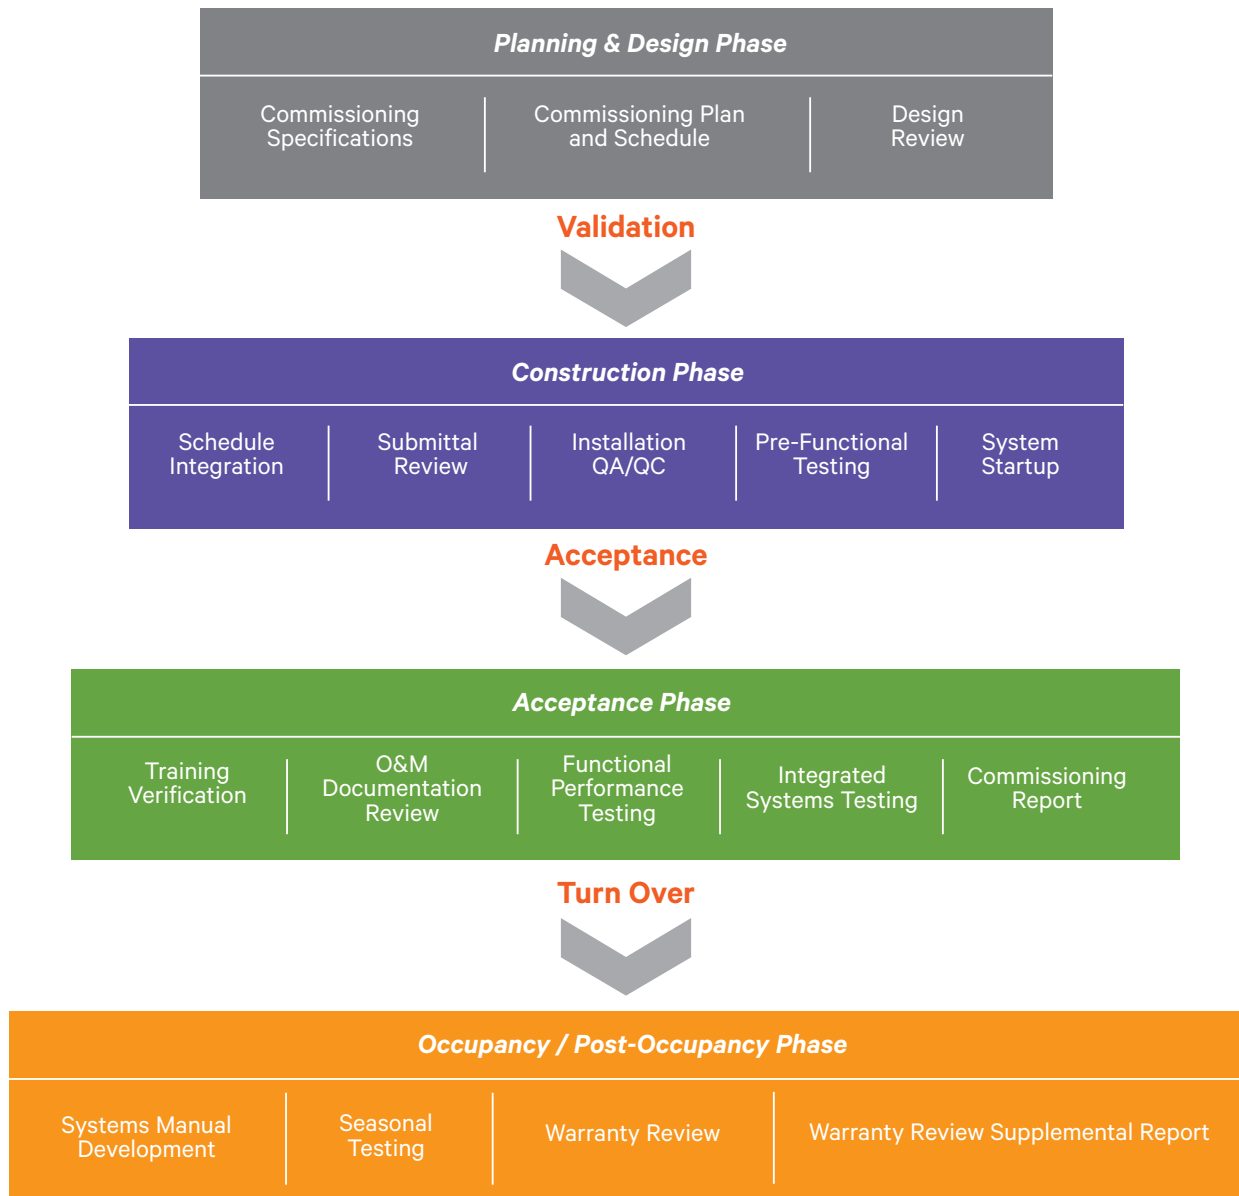 Planning & Design Phase
Commissioning
Specifications
Commissioning Plan
and Schedule
Design
Review
Validation
Construction Phase
Schedule
Integration
Submittal
Review
Installation
QA/QC
Pre-Functional
Testing
System
Startup
Acceptance
Acceptance Phase
Training
Verification
O&M
Documentation
Review
Functional
Performance
Testing
Integrated
Systems Testing
Commissioning
Report
Turn Over
Occupancy / Post-Occupancy Phase
Systems Manual
Development
Seasonal
Testing
Warranty Review
Warranty Review Supplemental Report